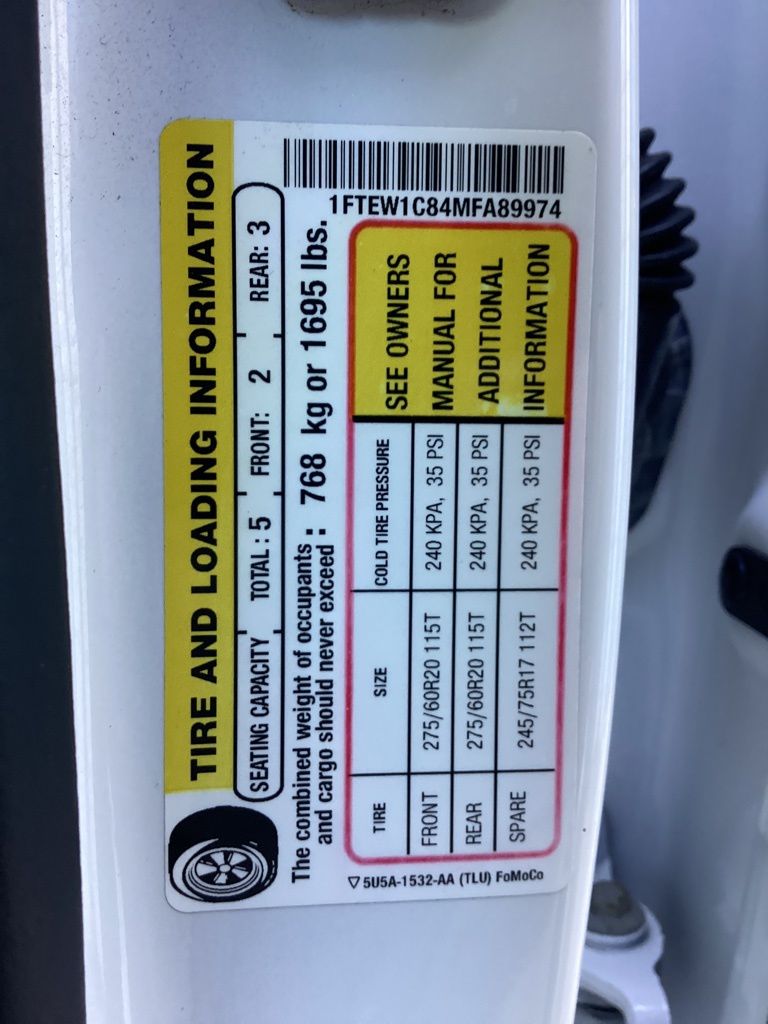 TIRE AND LOADING INFORMATION
SEATING CAPACITY TOTAL : 5 FRONT: 2 REAR: 3
The combined weight of occupants
and cargo should never exceed : 768 kg or 1695 lbs.
1FTEW1C84MFA89974
TIRE SIZE COLD TIRE PRESSURE
FRONT 275/60R20 115T 240 KPA, 35 PSI
REAR 275/60R20 115T 240 KPA, 35 PSI
SPARE 245/75R17 112T 240 KPA, 35 PSI
SEE OWNERS
MANUAL FOR
ADDITIONAL
INFORMATION
5U5A-1532-AA (TLU) FoMoCo